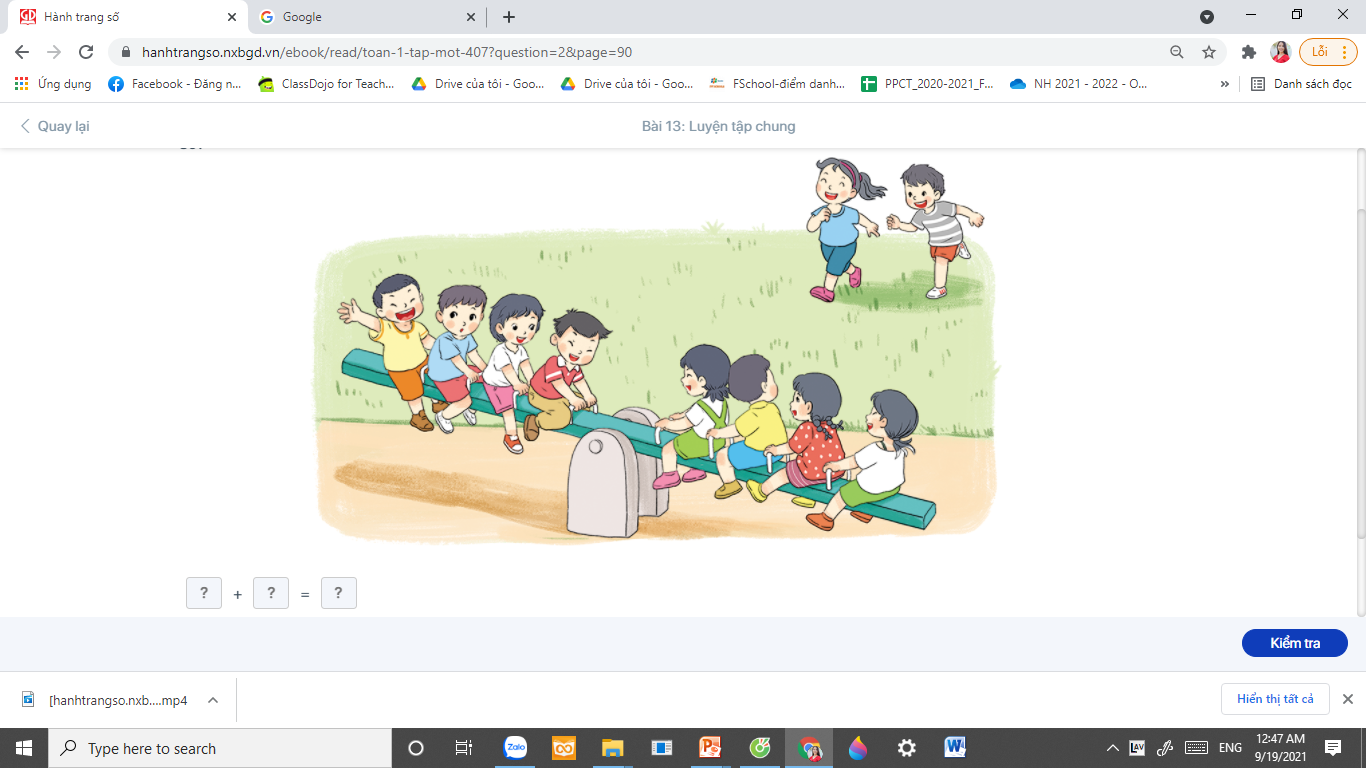 Hành trang số
Google
hanhtrangso.nxbgd.vn/ebook/read/toan-1-tap-mot-407?question=2&page=90
Lỗi
Ứng dụng
Facebook - Đăng n...
ClassDojo for Teach...
Drive của tôi - Goo...
Drive của tôi - Goo...
FSchool-điểm danh...
PPCT_2020-2021_F...
NH 2021 - 2022 - O...
»
Danh sách đọc
Quay lại
Bài 13: Luyện tập chung
? + ? = ?
Kiểm tra
[hanhtrangso.nxb....mp4
Hiển thị tất cả
Type here to search
Zalo
ENG
12:47 AM
9/19/2021